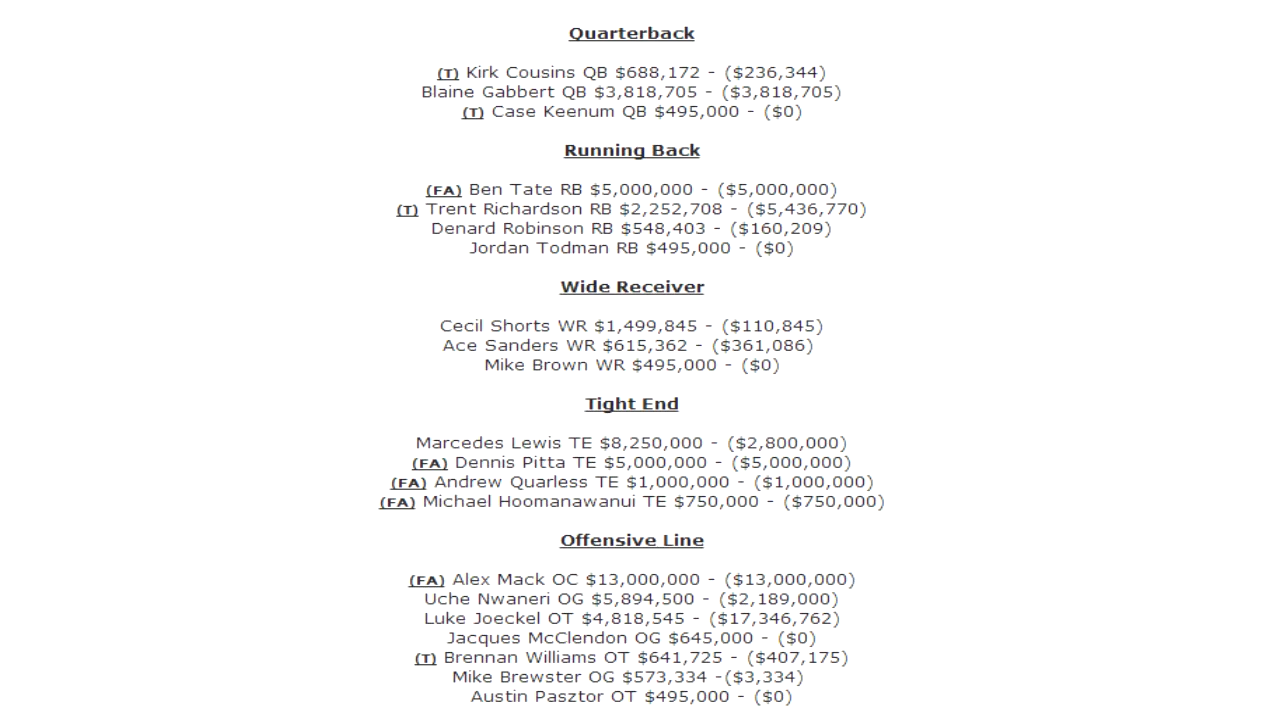 Quarterback
(T) Kirk Cousins QB $688,172 - ($236,344)
Blaine Gabbert QB $3,818,705 - ($3,818,705)
(T) Case Keenum QB $495,000 - ($0)
Running Back
(FA) Ben Tate RB $5,000,000 - ($5,000,000)
(T) Trent Richardson RB $2,252,708 - ($5,436,770)
Denard Robinson RB $548,403 - ($160,209)
Jordan Todman RB $495,000 - ($0)
Wide Receiver
Cecil Shorts WR $1,499,845 - ($110,845)
Ace Sanders WR $615,362 - ($361,086)
Mike Brown WR $495,000 - ($0)
Tight End
Marcedes Lewis TE $8,250,000 - ($2,800,000)
(FA) Dennis Pitta TE $5,000,000 - ($5,000,000)
(FA) Andrew Quarless TE $1,000,000 - ($1,000,000)
(FA) Michael Hoomanawanui TE $750,000 - ($750,000)
Offensive Line
(FA) Alex Mack OC $13,000,000 - ($13,000,000)
Uche Nwaneri OG $5,894,500 - ($2,189,000)
Luke Joeckel OT $4,818,545 - ($17,346,762)
Jacques McClendon OG $645,000 - ($0)
(T) Brennan Williams OT $641,725 - ($407,175)
Mike Brewster OG $573,334 -($3,334)
Austin Pasztor OT $495,000 - ($0)